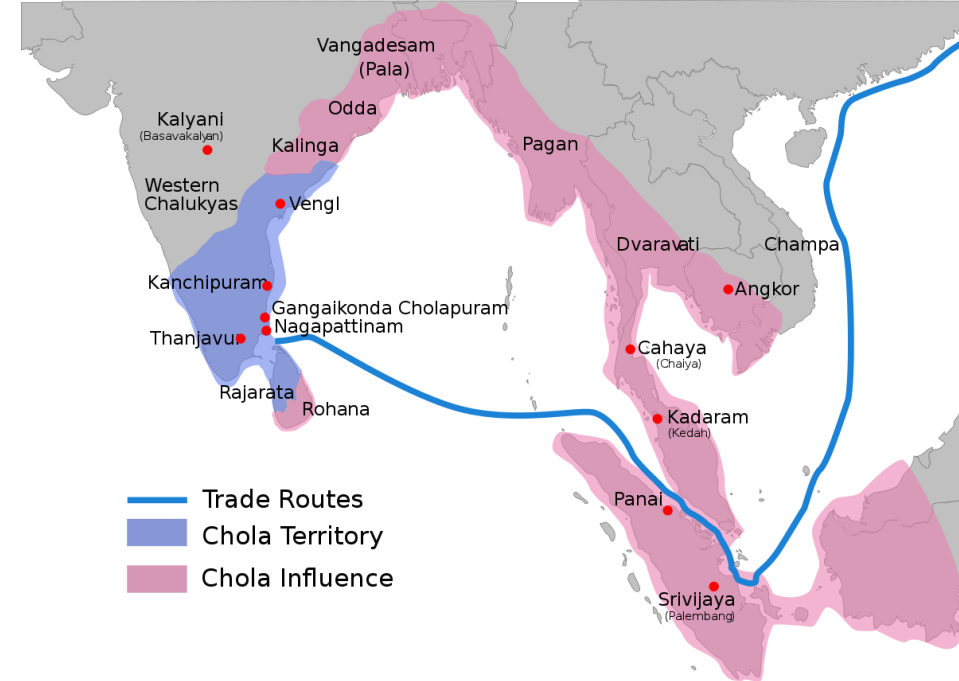 Vangadesam
(Pala)
Odda
Kalyani
(Basavakalyan)
Kalinga
Pagan
Western
Chalukyas
VengI
Dvaravati
Champa
Kanchipuram
Angkor
Gangaikonda Cholapuram
Nagapattinam
Thanjavur
Cahaya
(Chaiya)
Rajarata
Rohana
Kadaram
(Kedah)
Trade Routes
Panai
Chola Territory
Chola Influence
Srivijaya
(Palembang)